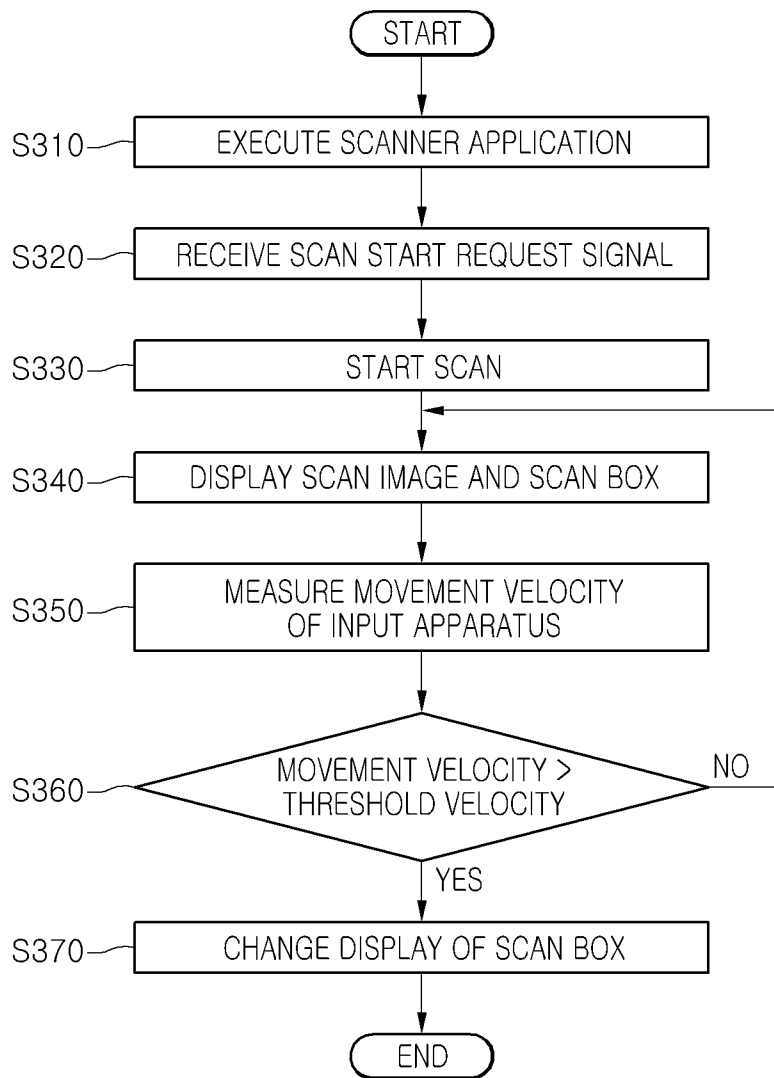 START
S310
EXECUTE SCANNER APPLICATION
S320
RECEIVE SCAN START REQUEST SIGNAL
S330
START SCAN
S340
DISPLAY SCAN IMAGE AND SCAN BOX
S350
MEASURE MOVEMENT VELOCITY
OF INPUT APPARATUS
S360
MOVEMENT VELOCITY >
THRESHOLD VELOCITY
NO
YES
S370
CHANGE DISPLAY OF SCAN BOX
END